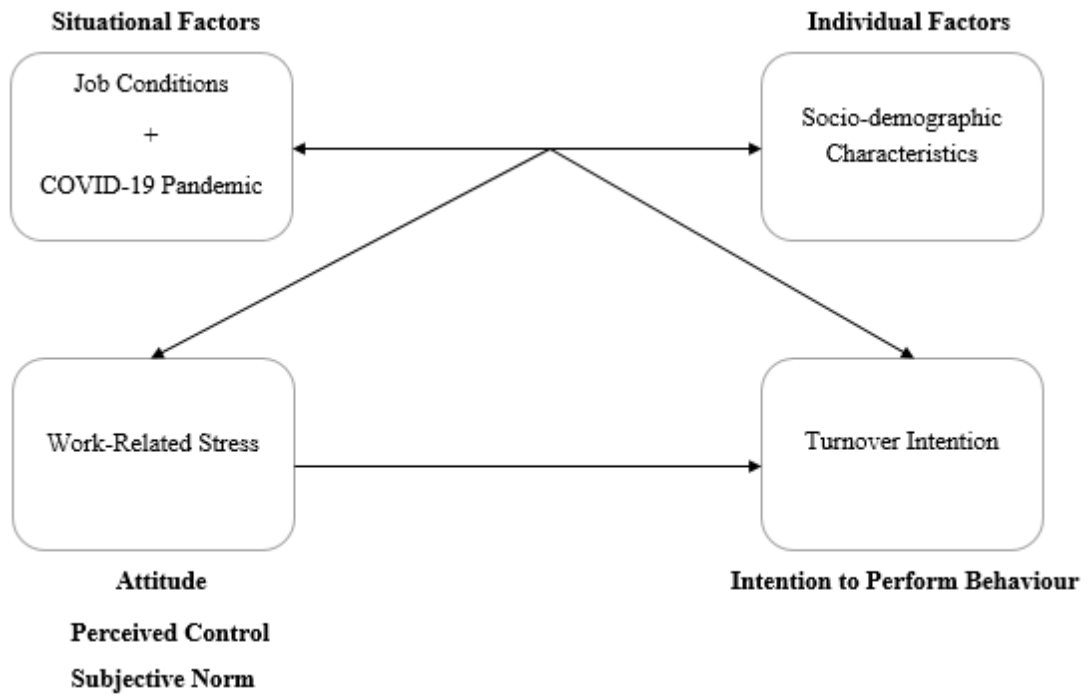 Situational Factors
Individual Factors
Job Conditions
+
COVID-19 Pandemic
Socio-demographic
Characteristics
Work-Related Stress
Turnover Intention
Attitude
Intention to Perform Behaviour
Perceived Control
Subjective Norm